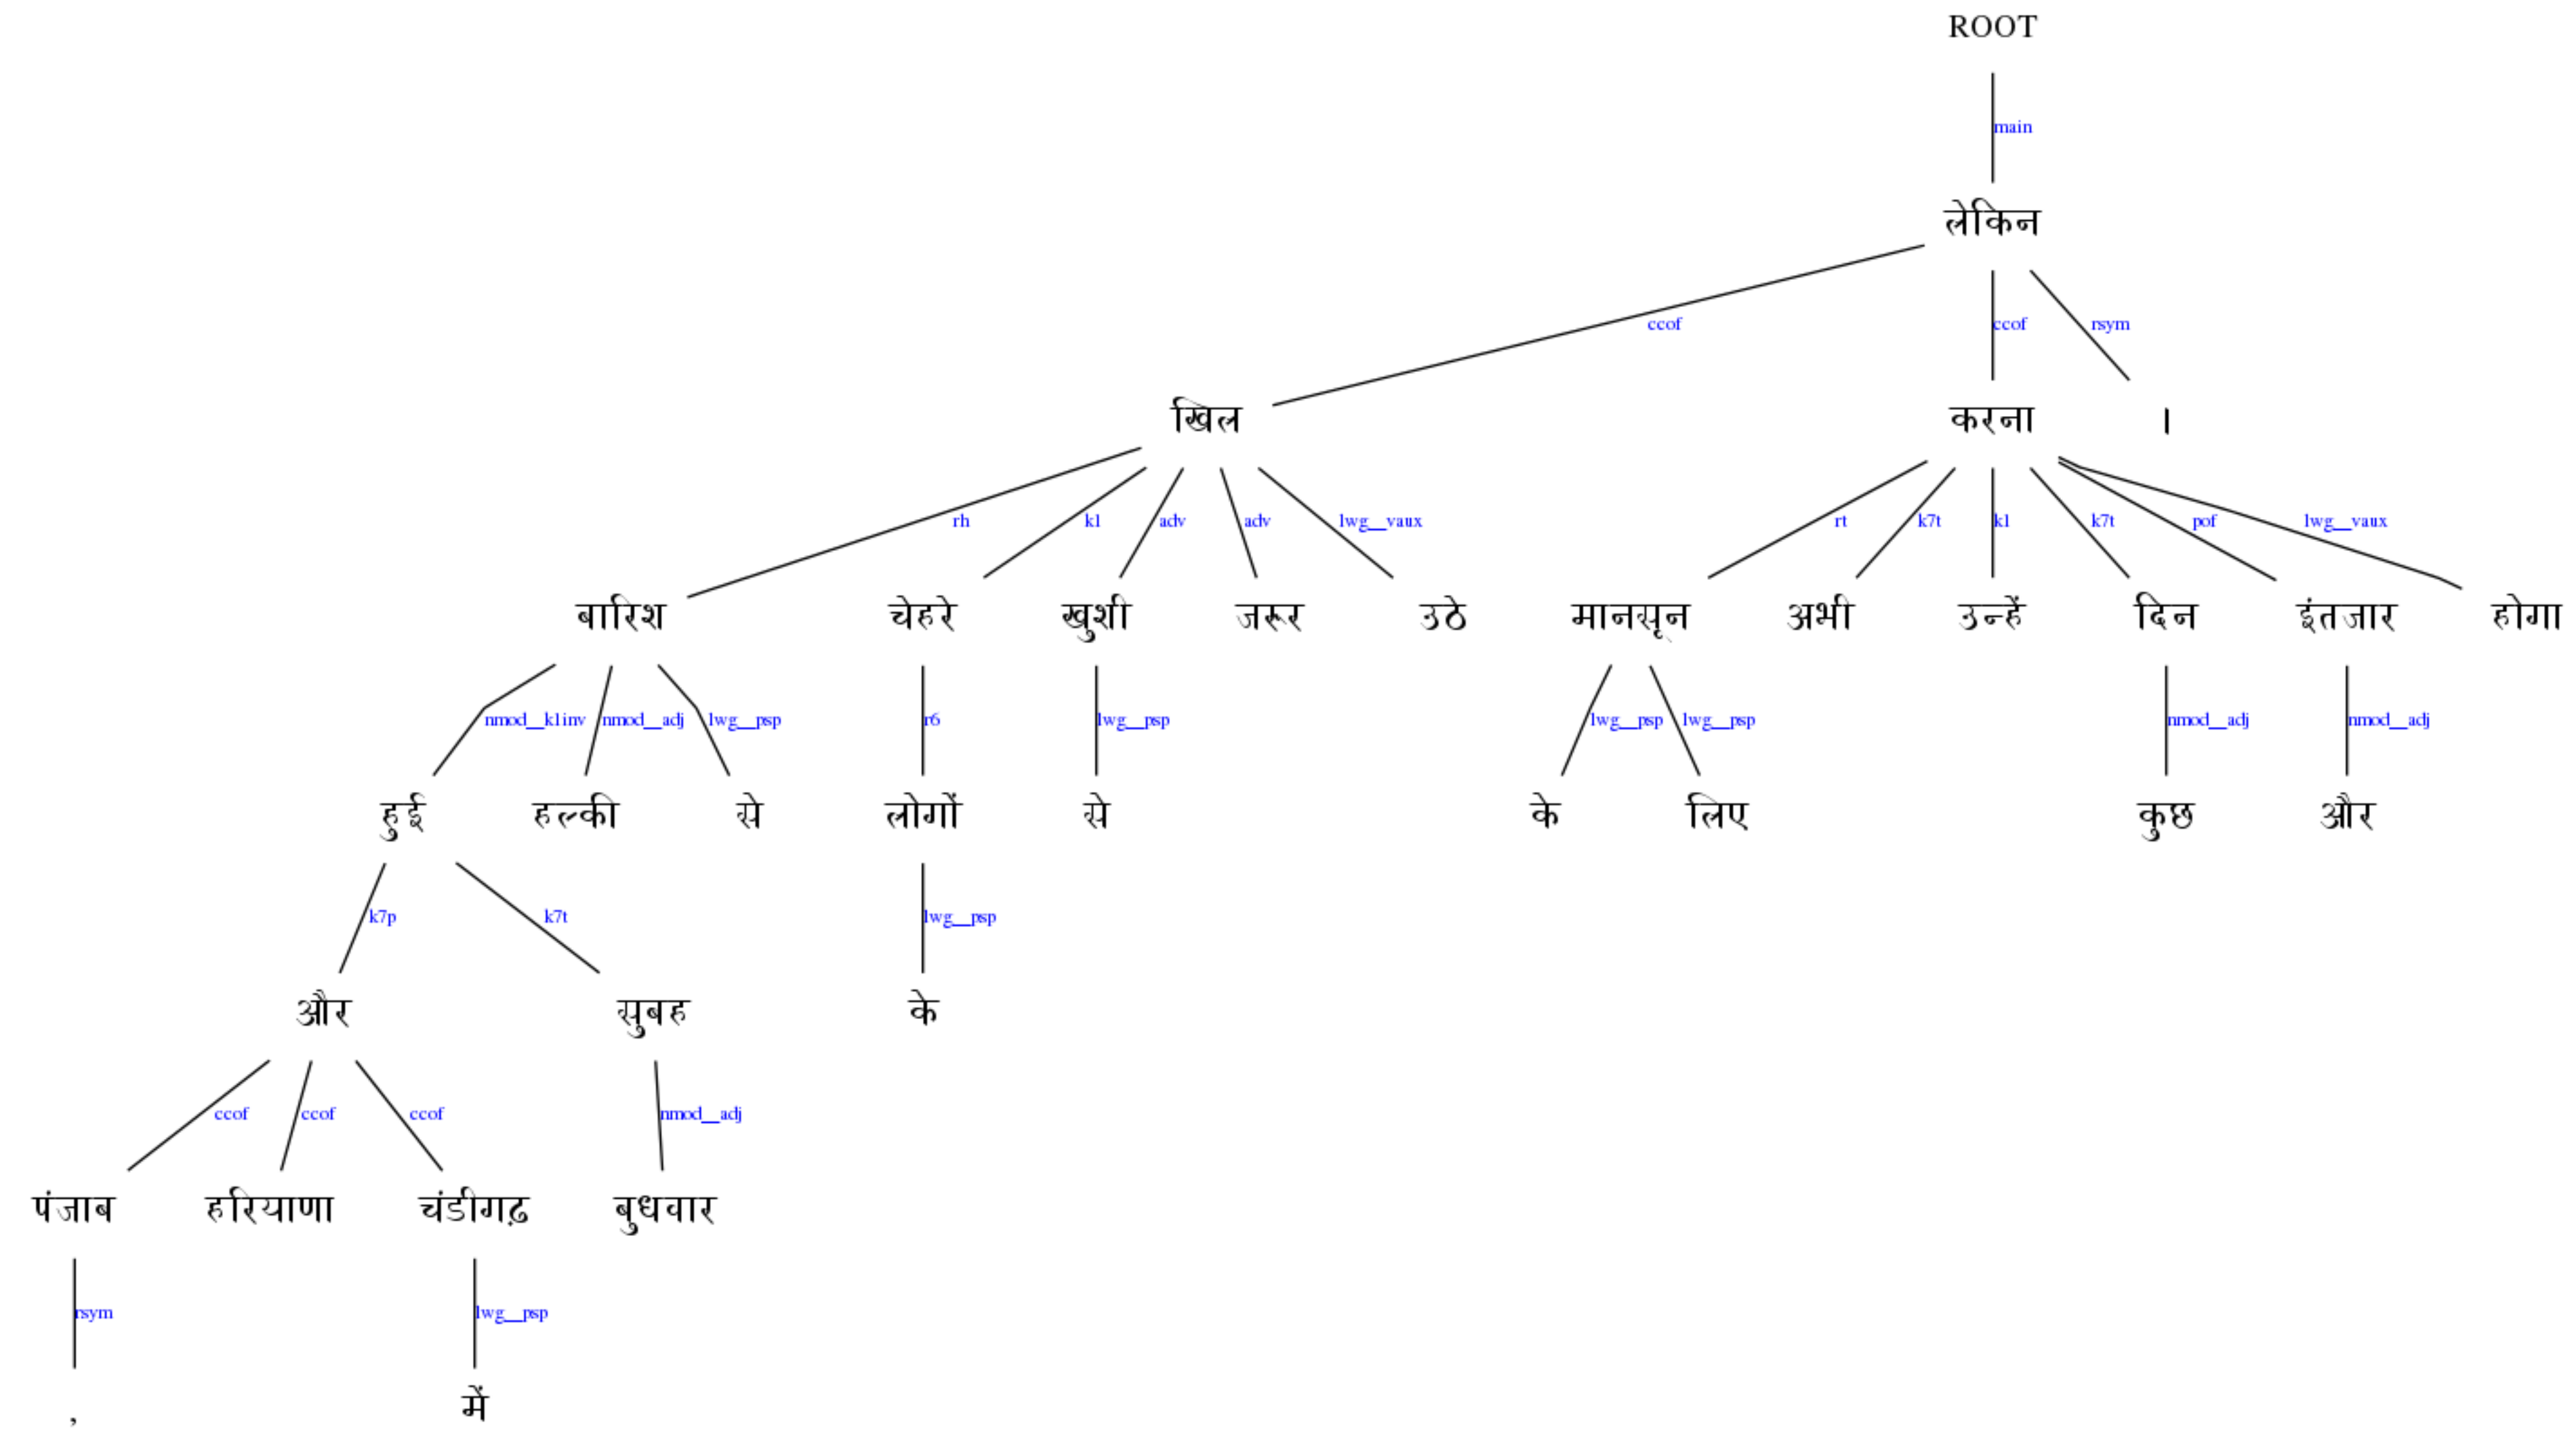 ROOT
main
लेकिन
ccof ccof rsym
खिल करना ।
rh k1 adv adv lwg__vaux rt k7t k1 k7t pof lwg__vaux
बारिश चेहरे खुशी जरूर उठे मानसून अभी उन्हें दिन इंतजार होगा
nmod__k1inv nmod__adj lwg__psp r6 lwg__psp lwg__psp lwg__psp nmod__adj nmod__adj
हुई हल्की से लोगों से के लिए कुछ और
k7p k7t lwg__psp
और सुबह के
ccof ccof ccof nmod__adj
पंजाब हरियाणा चंडीगढ़ बुधवार
rsym lwg__psp
, में